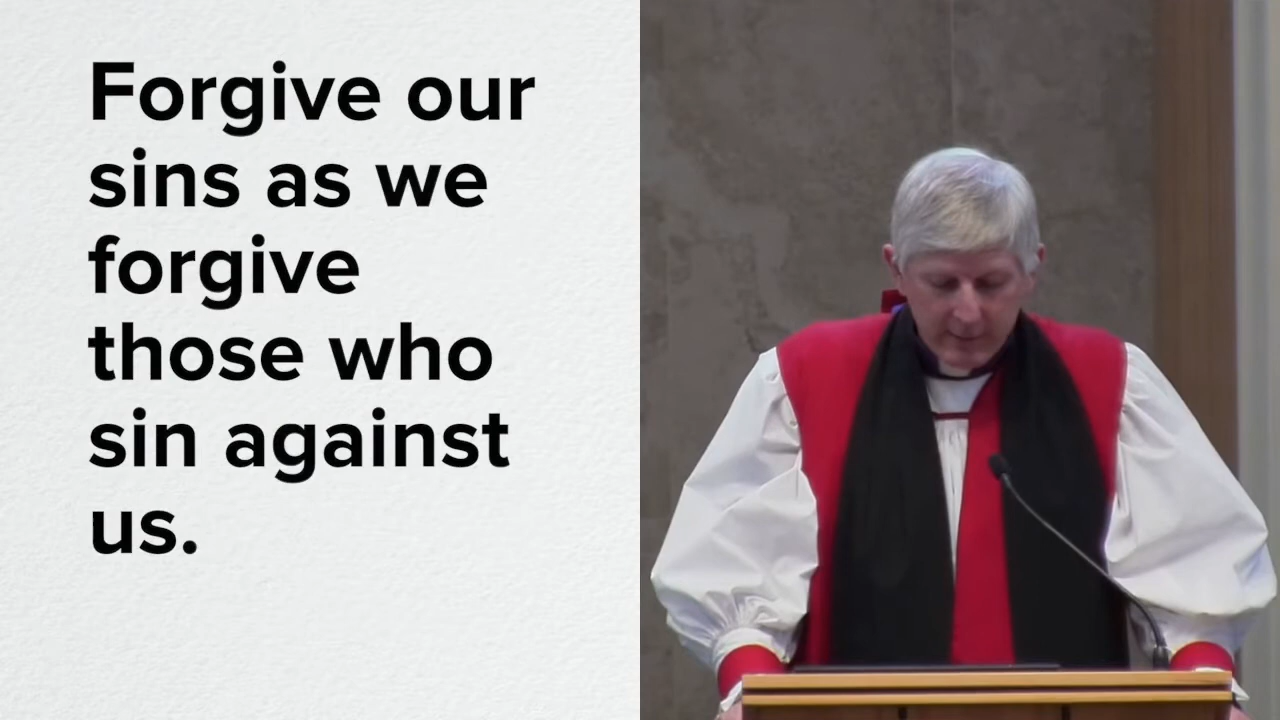 Forgive our
sins as we
forgive
those who
sin against
us.